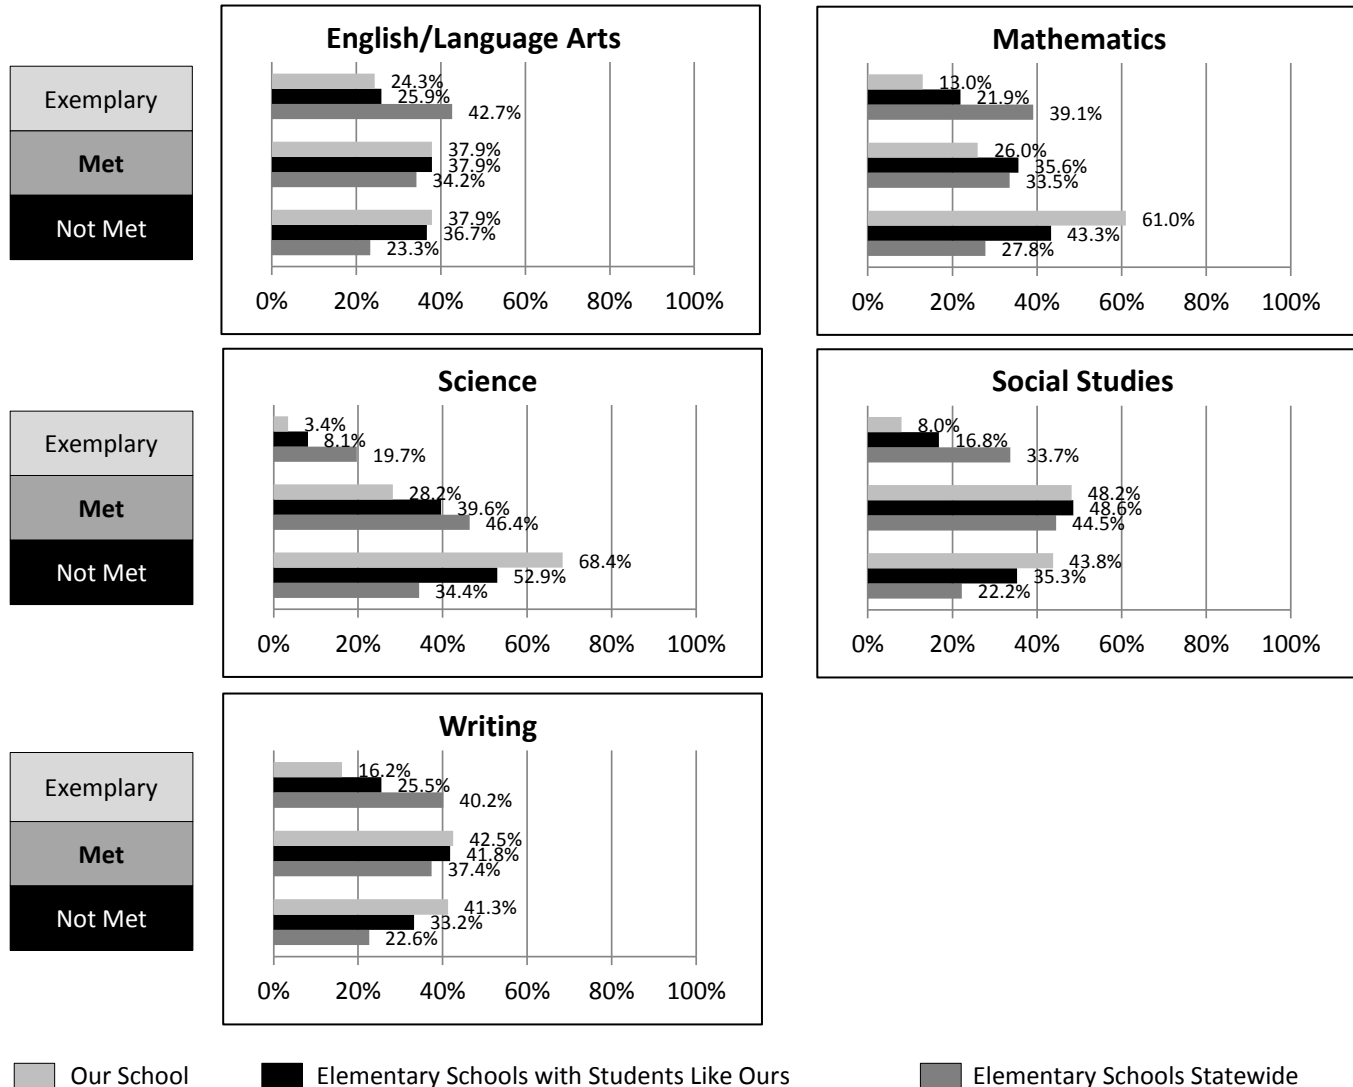 English/Language Arts
Exemplary
Met
Not Met
24.3%
25.9%
42.7%
37.9%
37.9%
34.2%
37.9%
36.7%
23.3%
0% 20% 40% 60% 80% 100%
Mathematics
13.0%
21.9%
39.1%
26.0%
35.6%
33.5%
61.0%
43.3%
27.8%
0% 20% 40% 60% 80% 100%
Science
Exemplary
Met
Not Met
3.4%
8.1%
19.7%
28.2%
39.6%
46.4%
68.4%
52.9%
34.4%
0% 20% 40% 60% 80% 100%
Social Studies
8.0%
16.8%
33.7%
48.2%
48.6%
44.5%
43.8%
35.3%
22.2%
0% 20% 40% 60% 80% 100%
Writing
Exemplary
Met
Not Met
16.2%
25.5%
40.2%
42.5%
41.8%
37.4%
41.3%
33.2%
22.6%
0% 20% 40% 60% 80% 100%
Our School Elementary Schools with Students Like Ours Elementary Schools Statewide